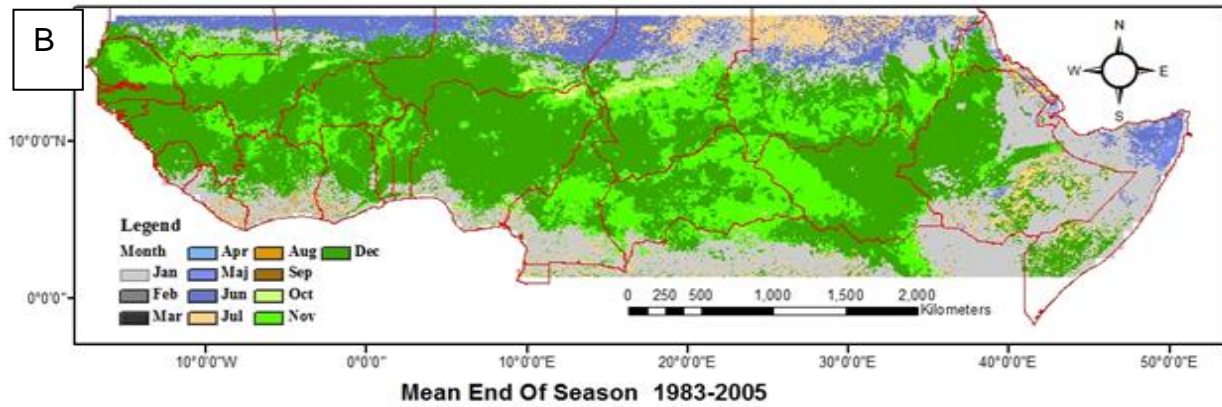 B
N
W E
S
10°0'0"N
0°0'0"
Legend
Month
Jan
Feb
Mar
Apr
Maj
Jun
Jul
Aug
Sep
Oct
Nov
Dec
0 250 500 1,000 1,500 2,000
Kilometers
10°0'0"W 0°0'0" 10°0'0"E 20°0'0"E 30°0'0"E 40°0'0"E 50°0'0"E
Mean End Of Season 1983-2005